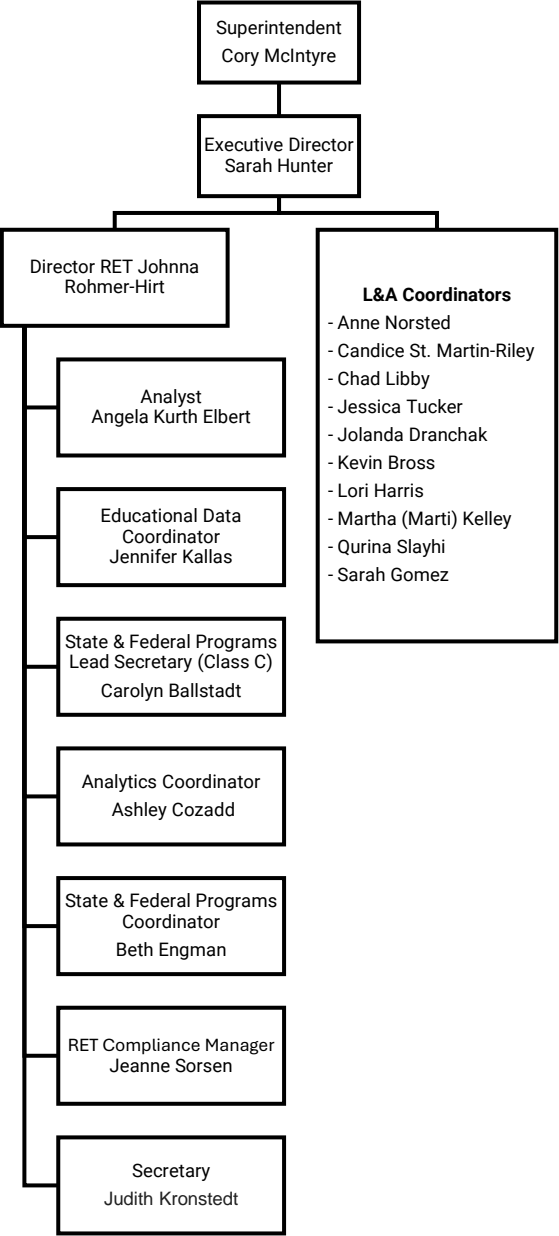 Superintendent
Cory McIntyre
Executive Director
Sarah Hunter
Director RET Johnna
Rohmer-Hirt
L&A Coordinators
- Anne Norsted
- Candice St. Martin-Riley
- Chad Libby
- Jessica Tucker
- Jolanda Dranchak
- Kevin Bross
- Lori Harris
- Martha (Marti) Kelley
- Qurina Slayhi
- Sarah Gomez
Analyst
Angela Kurth Elbert
Educational Data
Coordinator
Jennifer Kallas
State & Federal Programs
Lead Secretary (Class C)
Carolyn Ballstadt
Analytics Coordinator
Ashley Cozadd
State & Federal Programs
Coordinator
Beth Engman
RET Compliance Manager
Jeanne Sorsen
Secretary
Judith Kronstedt